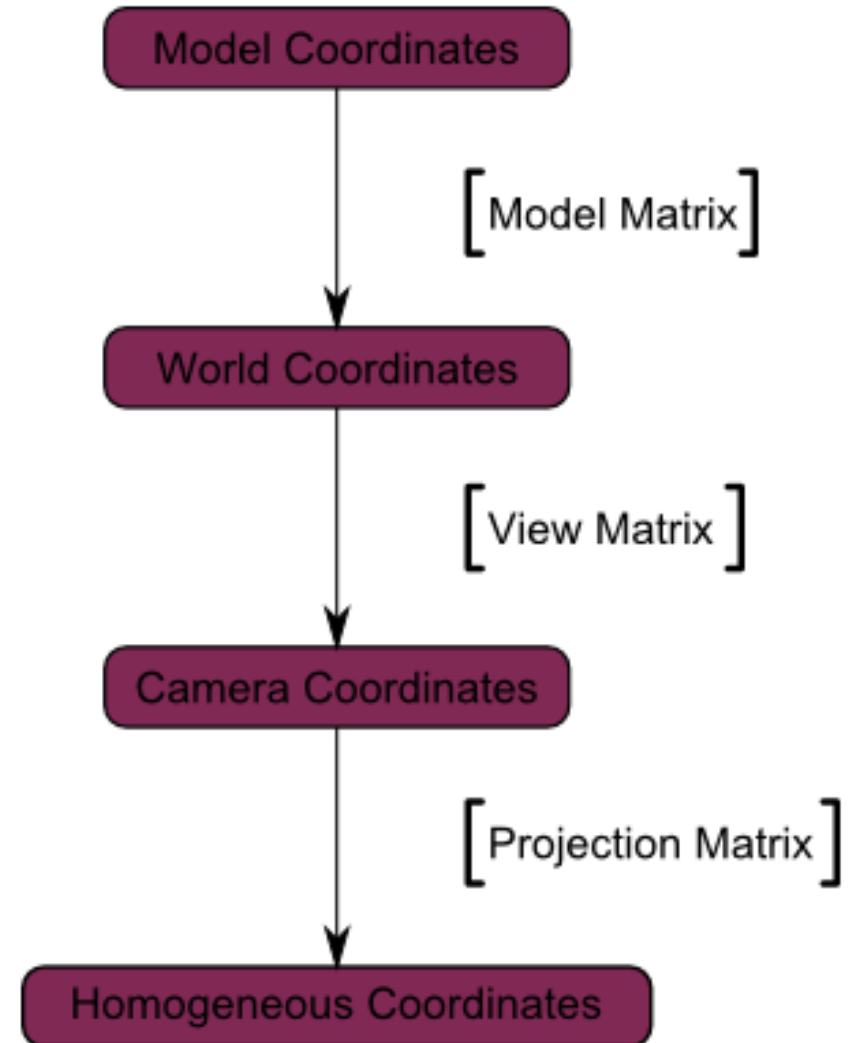 Model Coordinates
[Model Matrix]
World Coordinates
[View Matrix]
Camera Coordinates
[Projection Matrix]
Homogeneous Coordinates